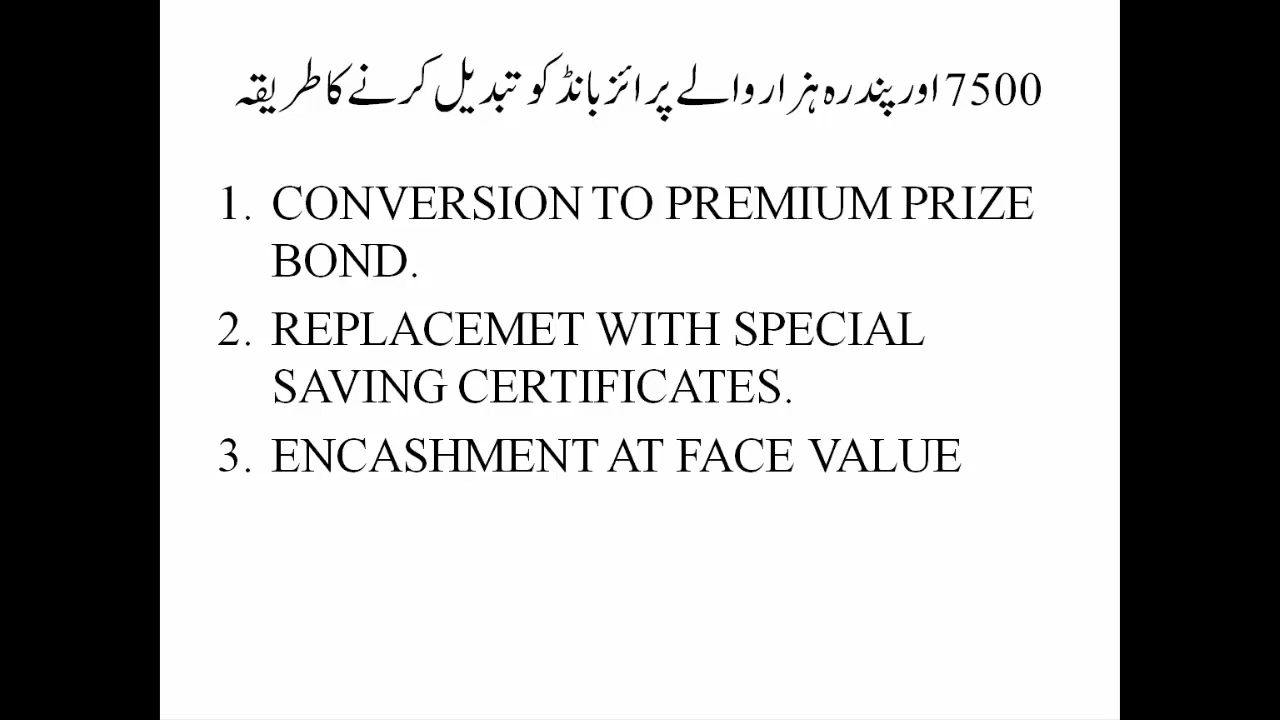 7500 اور پندرہ ہزار والے پرائز بانڈ کو تبدیل کرنے کا طریقہ
1. CONVERSION TO PREMIUM PRIZE
BOND.
2. REPLACEMET WITH SPECIAL
SAVING CERTIFICATES.
3. ENCASHMENT AT FACE VALUE